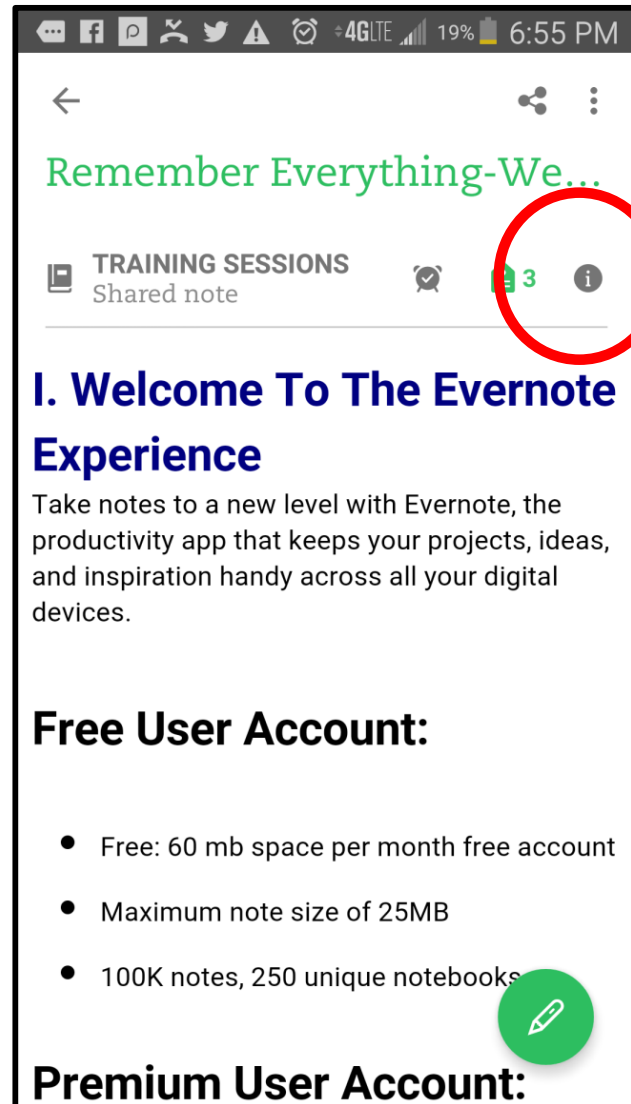 4GLTE 19% 6:55 PM
Remember Everything-We...
TRAINING SESSIONS
Shared note
3
I. Welcome To The Evernote
Experience
Take notes to a new level with Evernote, the
productivity app that keeps your projects, ideas,
and inspiration handy across all your digital
devices.
Free User Account:
Free: 60 mb space per month free account
Maximum note size of 25MB
100K notes, 250 unique notebooks
Premium User Account: